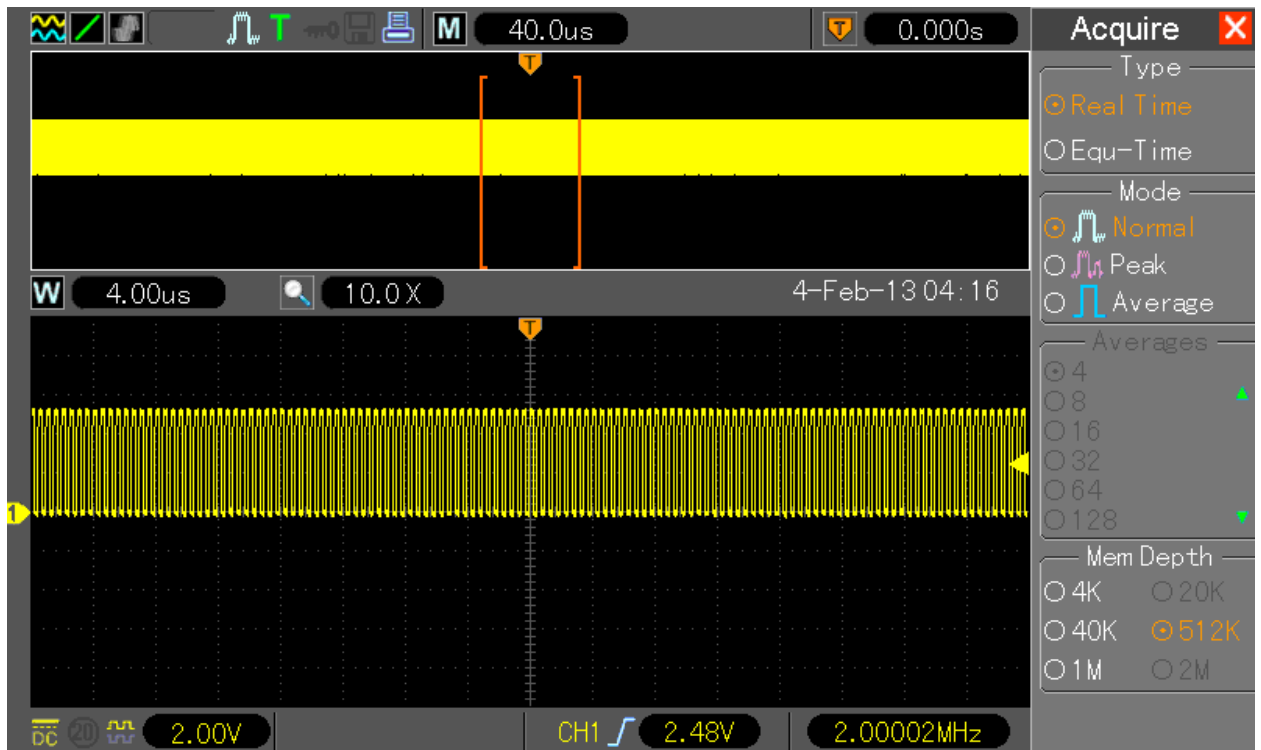 T M 40.0us T 0.000s
Acquire
Type
Real Time
Equ-Time
Mode
Normal
Peak
Average
Averages
4
8
16
32
64
128
Mem Depth
4K 20K
40K 512K
1M 2M
T
W 4.00us 10.0X 4-Feb-13 04:16
T
1
DC 2D 2.00V CH1 2.48V 2.00002MHz